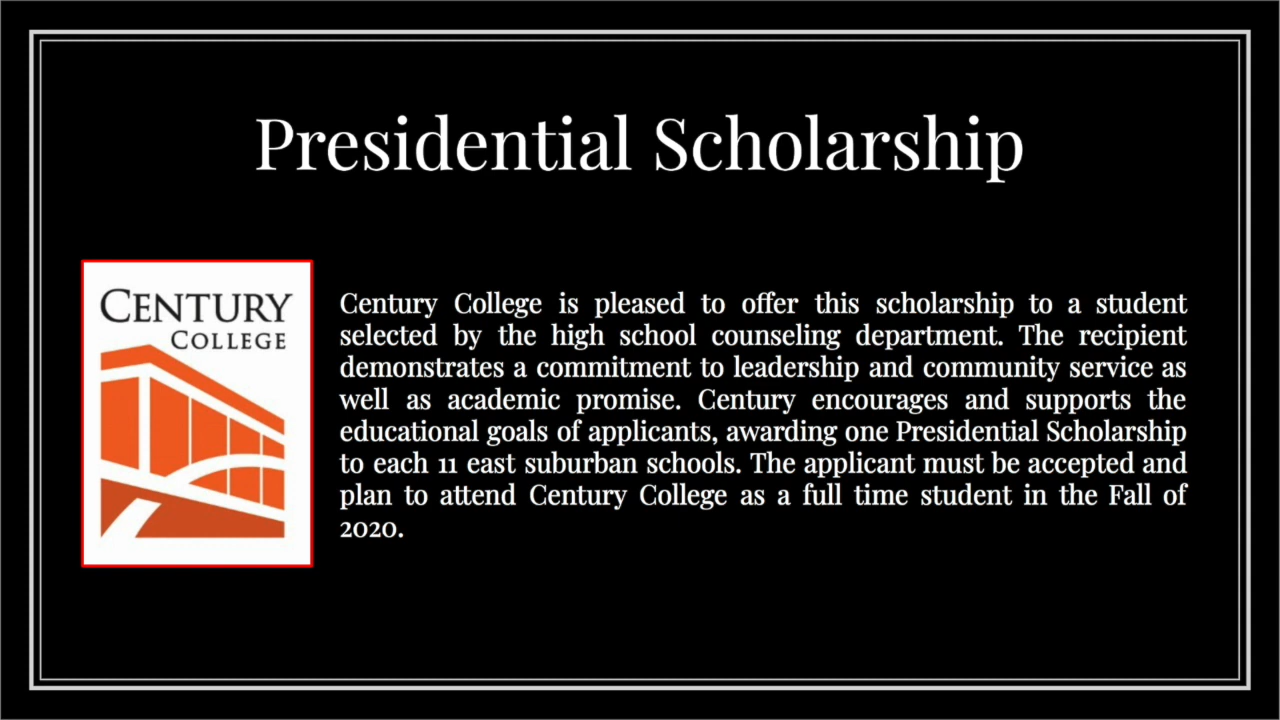 Presidential Scholarship
CENTURY
COLLEGE
Century College is pleased to offer this scholarship to a student
selected by the high school counseling department. The recipient
demonstrates a commitment to leadership and community service as
well as academic promise. Century encourages and supports the
educational goals of applicants, awarding one Presidential Scholarship
to each 11 east suburban schools. The applicant must be accepted and
plan to attend Century College as a full time student in the Fall of
2020.